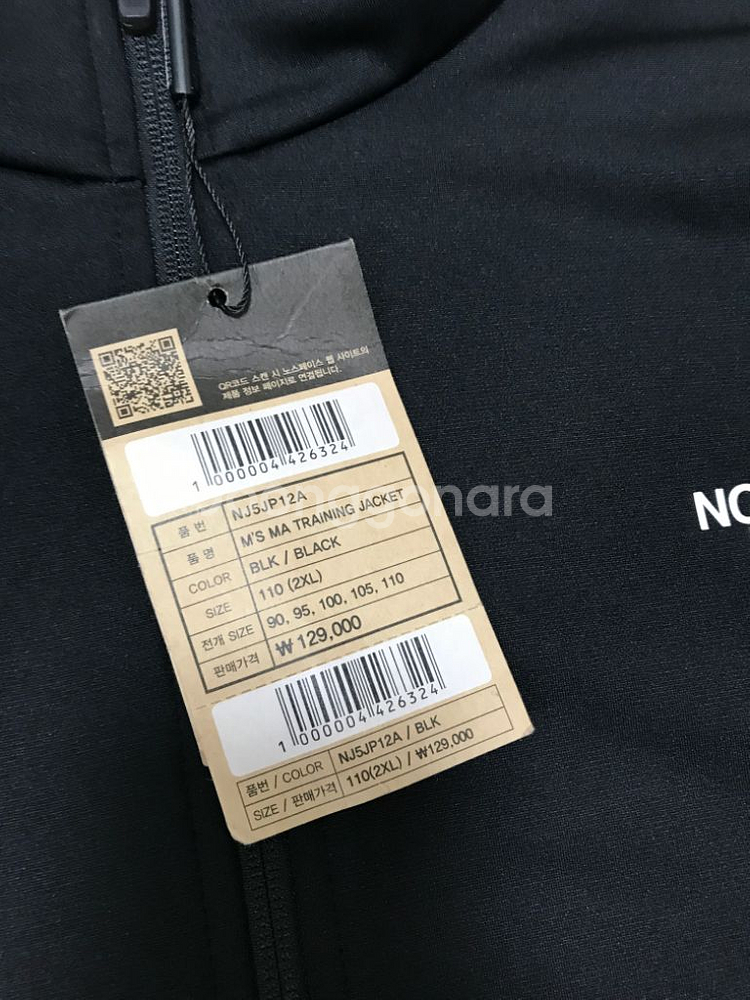 QR코드 스캔 시 노스페이스 웹 사이트의
제품 정보 페이지로 연결됩니다.
1 000004 426324
품 번 NJ5JP12A
품 명 M'S MA TRAINING JACKET
COLOR BLK / BLACK
SIZE 110 (2XL)
전개 SIZE 90, 95, 100, 105, 110
판매가격 ₩ 129,000
1 000004 426324
품번 / COLOR NJ5JP12A / BLK
SIZE / 판매가격 110(2XL) / ₩129,000
NO